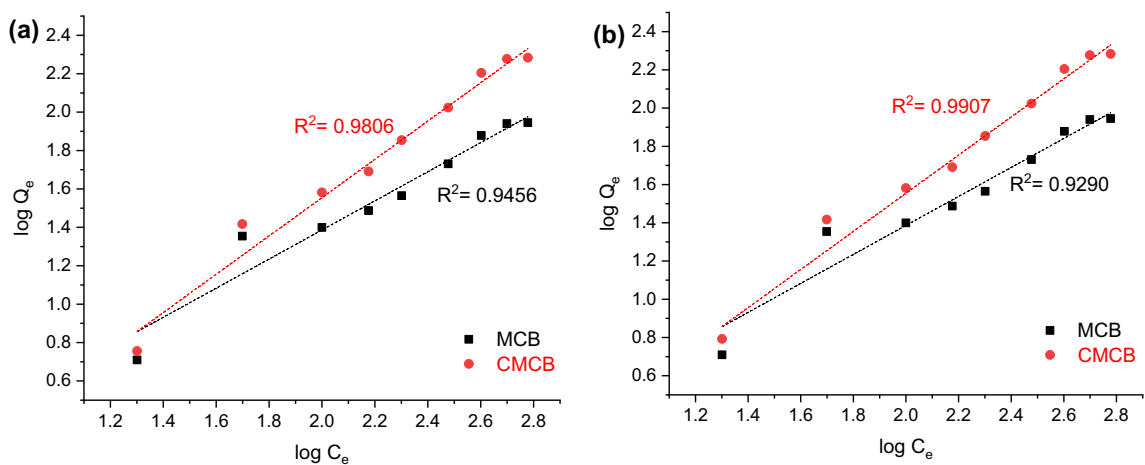 (a)
2.4
2.2
2.0
1.8
1.6
1.4
1.2
1.0
0.8
0.6
log Qₑ
R²= 0.9806
R²= 0.9456
MCB
CMCB
1.2 1.4 1.6 1.8 2.0 2.2 2.4 2.6 2.8
log Cₑ
(b)
2.4
2.2
2.0
1.8
1.6
1.4
1.2
1.0
0.8
0.6
log Qₑ
R²= 0.9907
R²= 0.9290
MCB
CMCB
1.2 1.4 1.6 1.8 2.0 2.2 2.4 2.6 2.8
log Cₑ